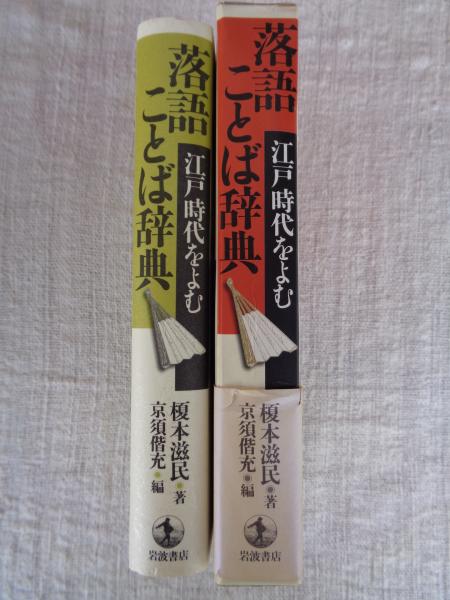 落語ことば辞典
江戸時代をよむ
榎本滋民・著
京須偕充・編
岩波書店
落語ことば辞典
江戸時代をよむ
榎本滋民・著
京須偕充・編
岩波書店